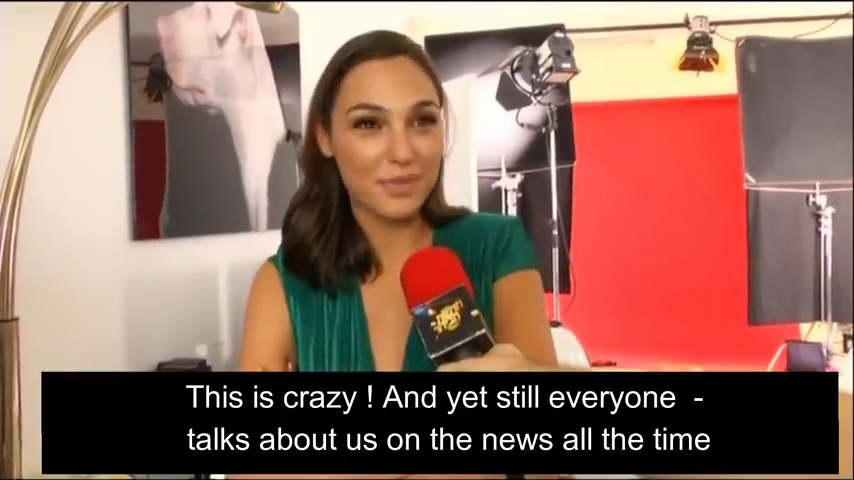 This is crazy ! And yet still everyone -
talks about us on the news all the time